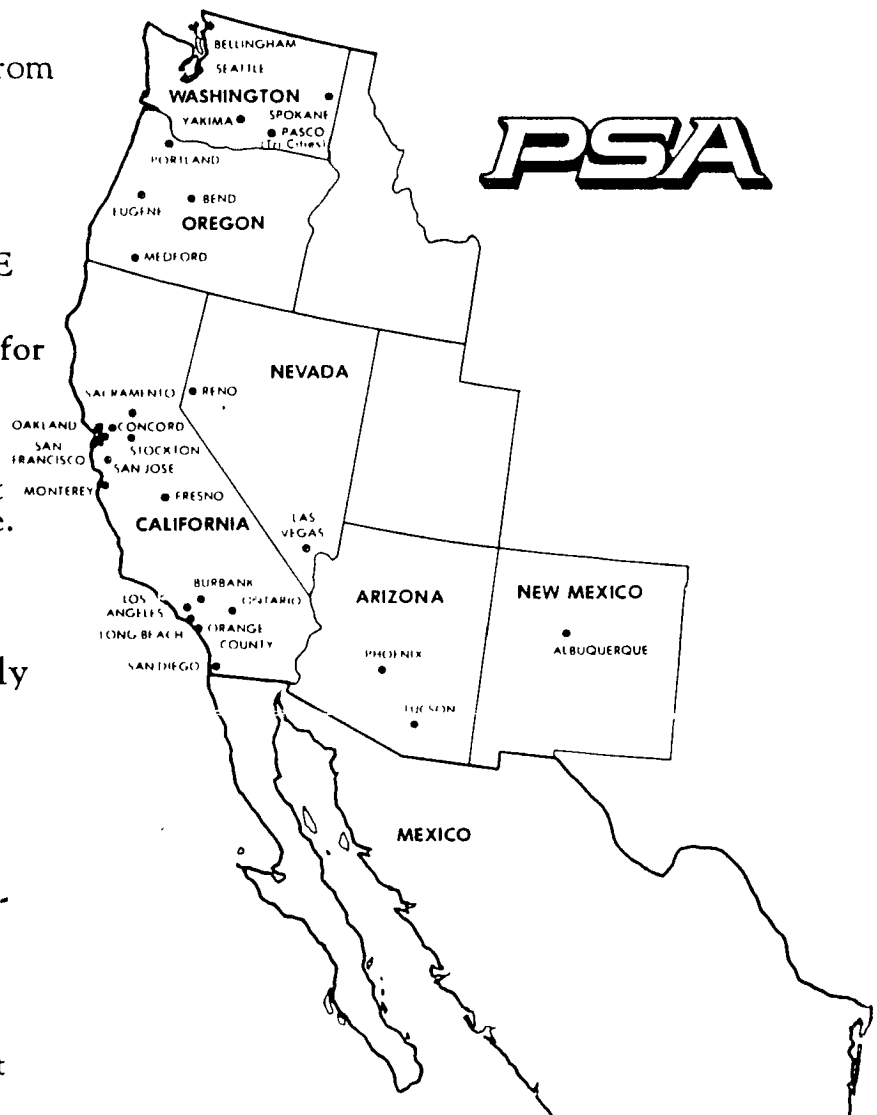 rom
BELLINGHAM
SEATTLE
WASHINGTON
SPOKANE
YAKIMA
PASCO
(Tri Cities)
PORTLAND
PSA
EUGENE
BEND
OREGON
MEDFORD
E
for
NEVADA
SACRAMENTO
RENO
OAKLAND
CONCORD
SAN
FRANCISCO
STOCKTON
SAN JOSE
MONTEREY
FRESNO
e.
CALIFORNIA
LAS
VEGAS
BURBANK
LOS
ANGELES
ONTARIO
LONG BEACH
ORANGE
COUNTY
SAN DIEGO
ly
ARIZONA
NEW MEXICO
PHOENIX
ALBUQUERQUE
TUCSON
MEXICO
-
t